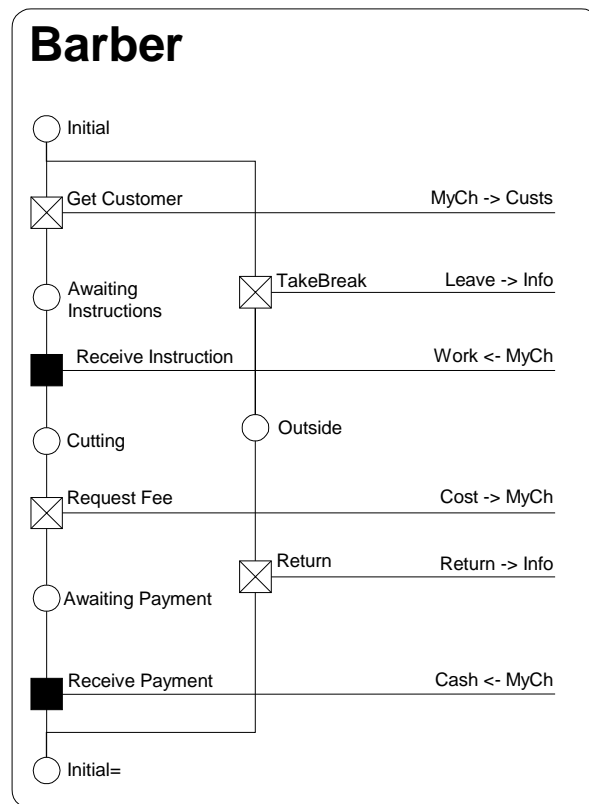 Barber
Initial
Get Customer
MyCh -> Custs
TakeBreak
Leave -> Info
Awaiting
Instructions
Receive Instruction
Work <- MyCh
Outside
Cutting
Request Fee
Cost -> MyCh
Return
Return -> Info
Awaiting Payment
Receive Payment
Cash <- MyCh
Initial=